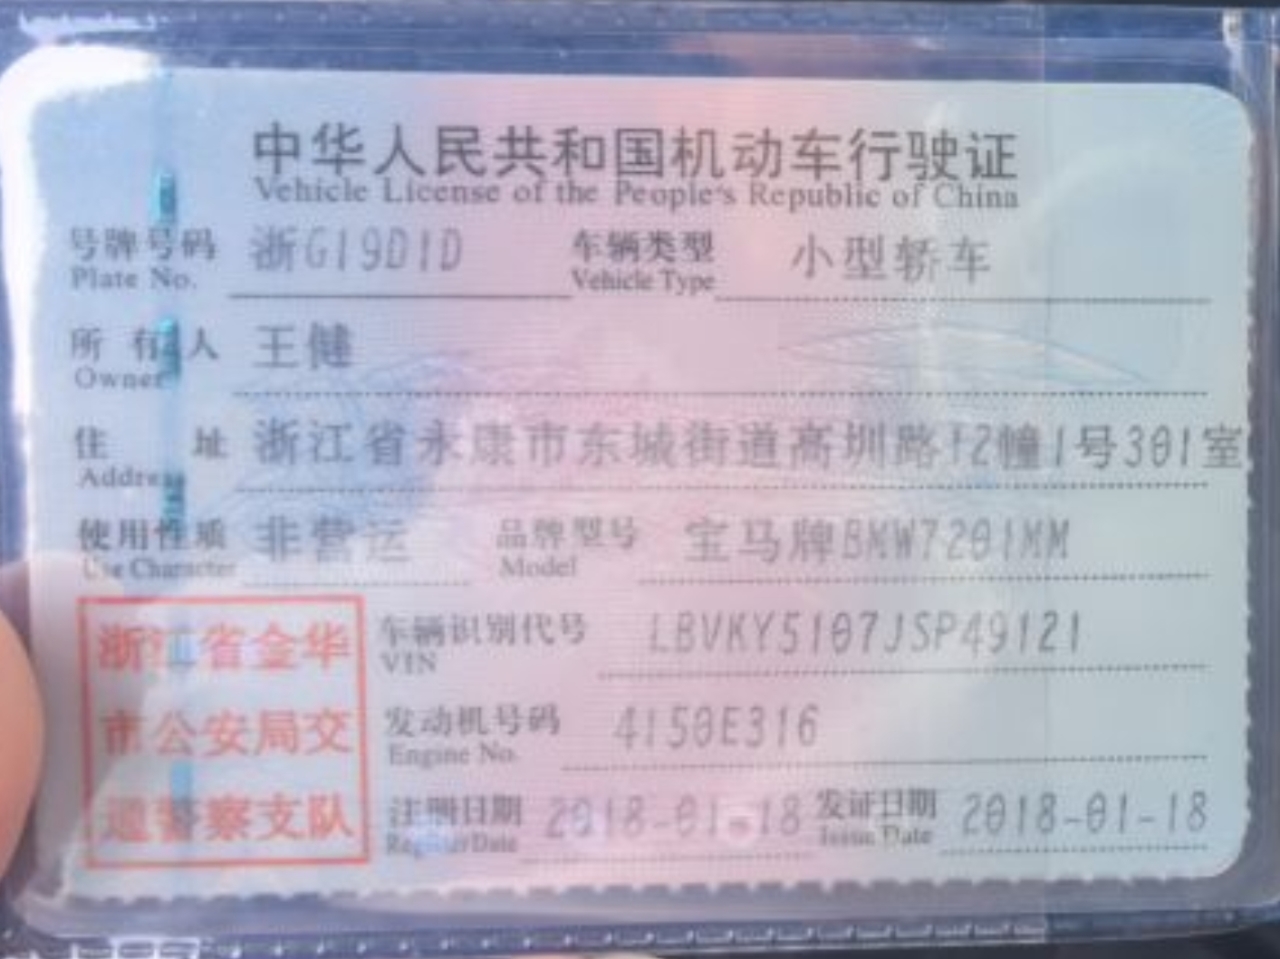 中华人民共和国机动车行驶证
Vehicle License of the People's Republic of China
号牌号码 浙G19D1D 车辆类型 小型轿车
Plate No. Vehicle Type
所有人 王健
Owner
住址 浙江省永康市东城街道高圳路12幢1号301室
Address
使用性质 非营运 品牌型号 宝马牌BMW7201MM
Use Character Model
浙江省金华 车辆识别代号 LBVKY5107JSP49121
VIN
市公安局交 发动机号码 4150E316
Engine No.
通警察支队 注册日期 2018-01-18 发证日期 2018-01-18
Register Date Issue Date